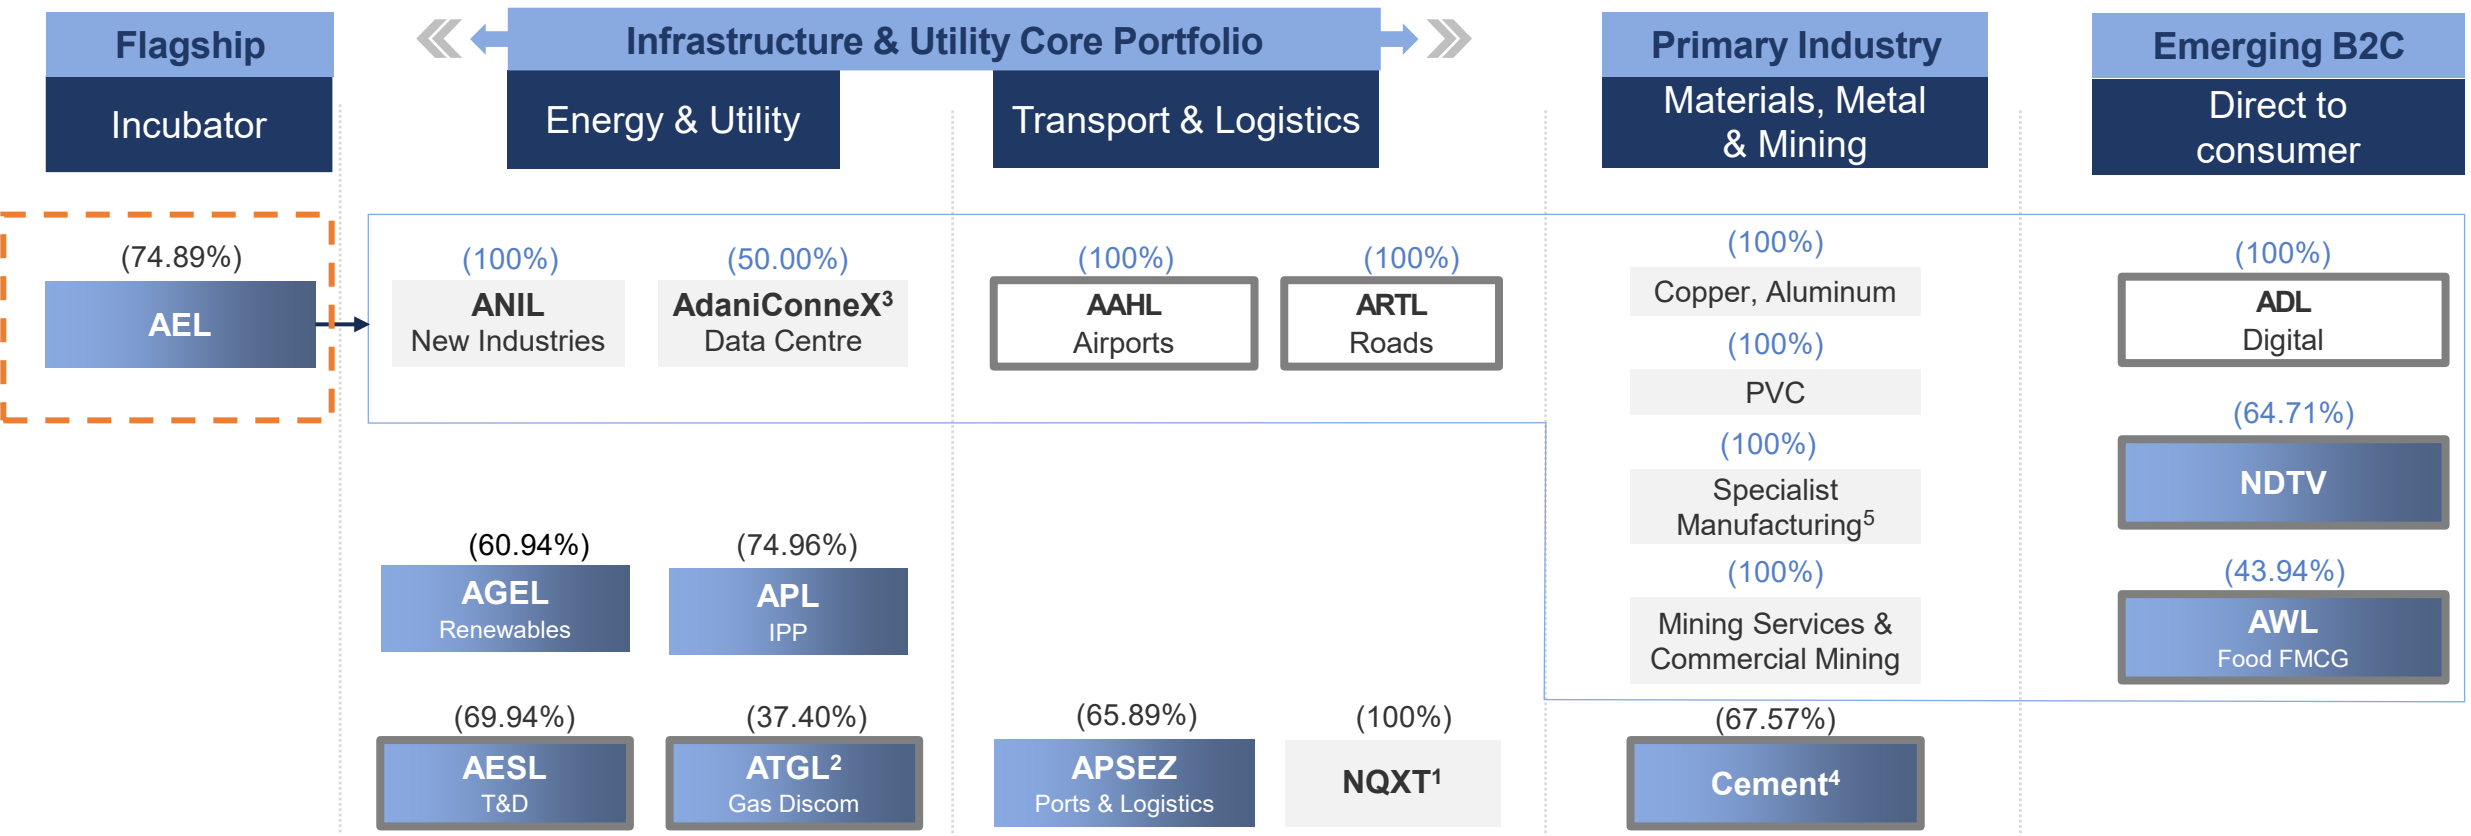 Flagship
Incubator
Infrastructure & Utility Core Portfolio
Energy & Utility
Transport & Logistics
Primary Industry
Materials, Metal
& Mining
Emerging B2C
Direct to
consumer
(74.89%)
AEL
(100%)
ANIL
New Industries
(50.00%)
AdaniConneX³
Data Centre
(100%)
AAHL
Airports
(100%)
ARTL
Roads
(100%)
Copper, Aluminum
(100%)
PVC
(100%)
Specialist
Manufacturing⁵
(100%)
Mining Services &
Commercial Mining
(100%)
ADL
Digital
(64.71%)
NDTV
(43.94%)
AWL
Food FMCG
(60.94%)
AGEL
Renewables
(74.96%)
APL
IPP
(69.94%)
AESL
T&D
(37.40%)
ATGL²
Gas Discom
(65.89%)
APSEZ
Ports & Logistics
(100%)
NQXT¹
(67.57%)
Cement⁴